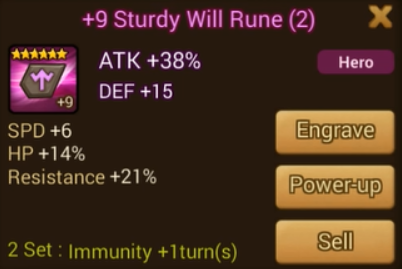 +9 Sturdy Will Rune (2)
ATK +38%
Hero
DEF +15
+9
SPD +6
HP +14%
Resistance +21%
Engrave
Power-up
Sell
2 Set : Immunity +1turn(s)